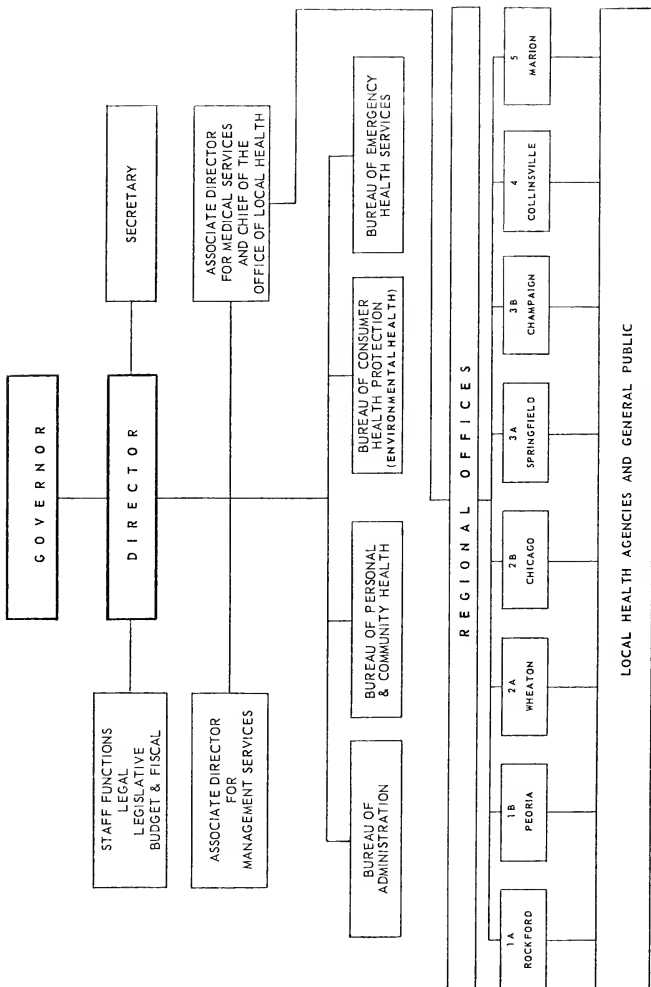 GOVERNOR
STAFF FUNCTIONS
LEGAL
LEGISLATIVE
BUDGET & FISCAL
DIRECTOR
SECRETARY
ASSOCIATE DIRECTOR
FOR
MANAGEMENT SERVICES
ASSOCIATE DIRECTOR
FOR MEDICAL SERVICES
AND CHIEF OF THE
OFFICE OF LOCAL HEALTH
BUREAU OF
ADMINISTRATION
BUREAU OF PERSONAL
& COMMUNITY HEALTH
BUREAU OF CONSUMER
HEALTH PROTECTION
(ENVIRONMENTAL HEALTH)
BUREAU OF EMERGENCY
HEALTH SERVICES
REGIONAL OFFICES
1A
ROCKFORD
1B
PEORIA
2A
WHEATON
2B
CHICAGO
3A
SPRINGFIELD
3B
CHAMPAIGN
4
COLLINSVILLE
5
MARION
LOCAL HEALTH AGENCIES AND GENERAL PUBLIC